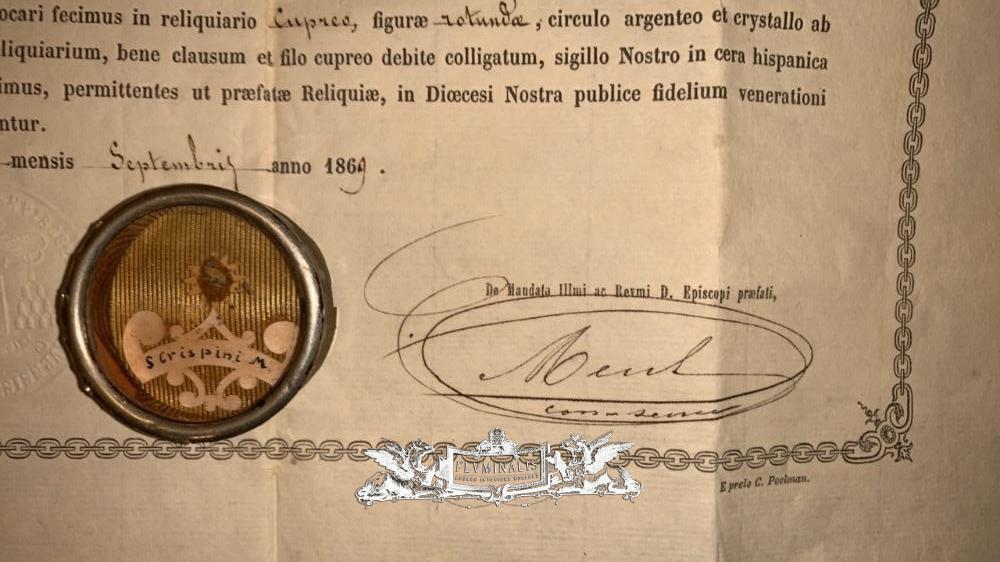 ocari fecimus in reliquiario Cupreo, figuræ rotundæ, circulo argenteo et crystallo ab
liquiarium, bene clausum et filo cupreo debite colligatum, sigillo Nostro in cera hispanica
imus, permittentes ut præfatæ Reliquiæ, in Diœcesi Nostra publice fidelium venerationi
ntur.
mensis Septembris anno 1869.
S Crispini M.
De Mandato Illmi ac Revmi D. Episcopi præfati,
E prelo C. Poelman.
FLVMINALIS